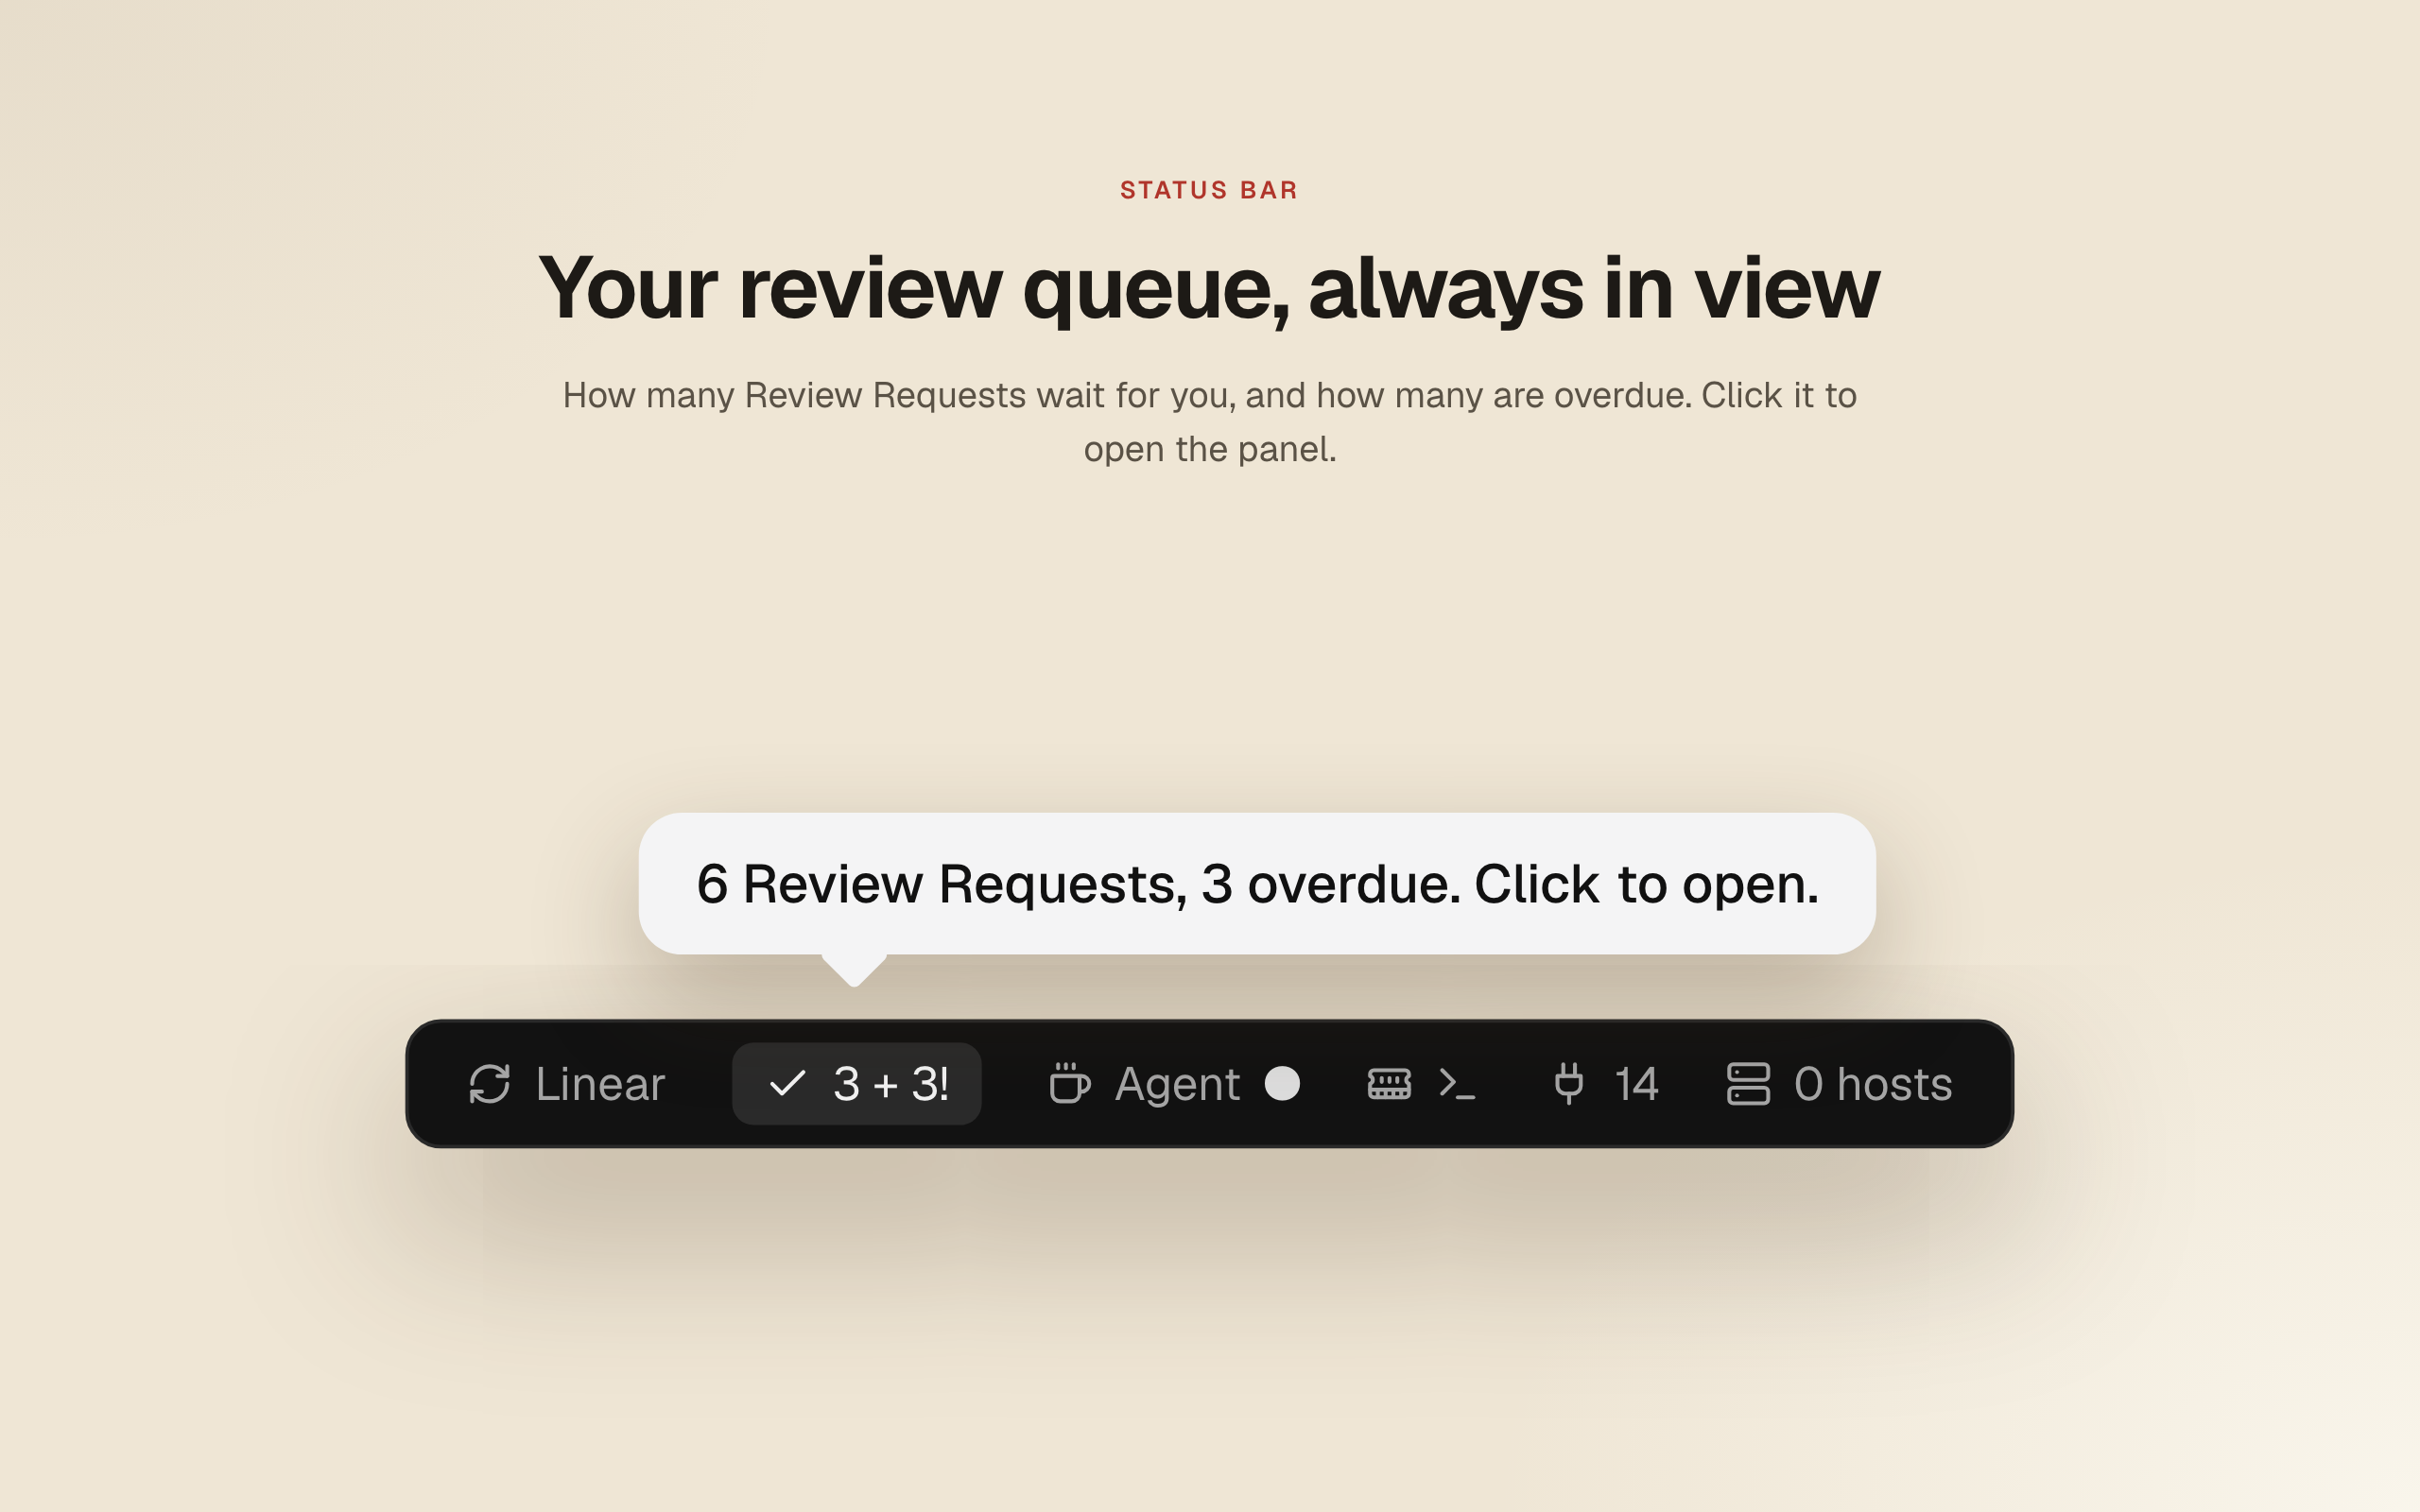 STATUS BAR
Your review queue, always in view
How many Review Requests wait for you, and how many are overdue. Click it to
open the panel.
6 Review Requests, 3 overdue. Click to open.
Linear 3 + 3! Agent 14 0 hosts